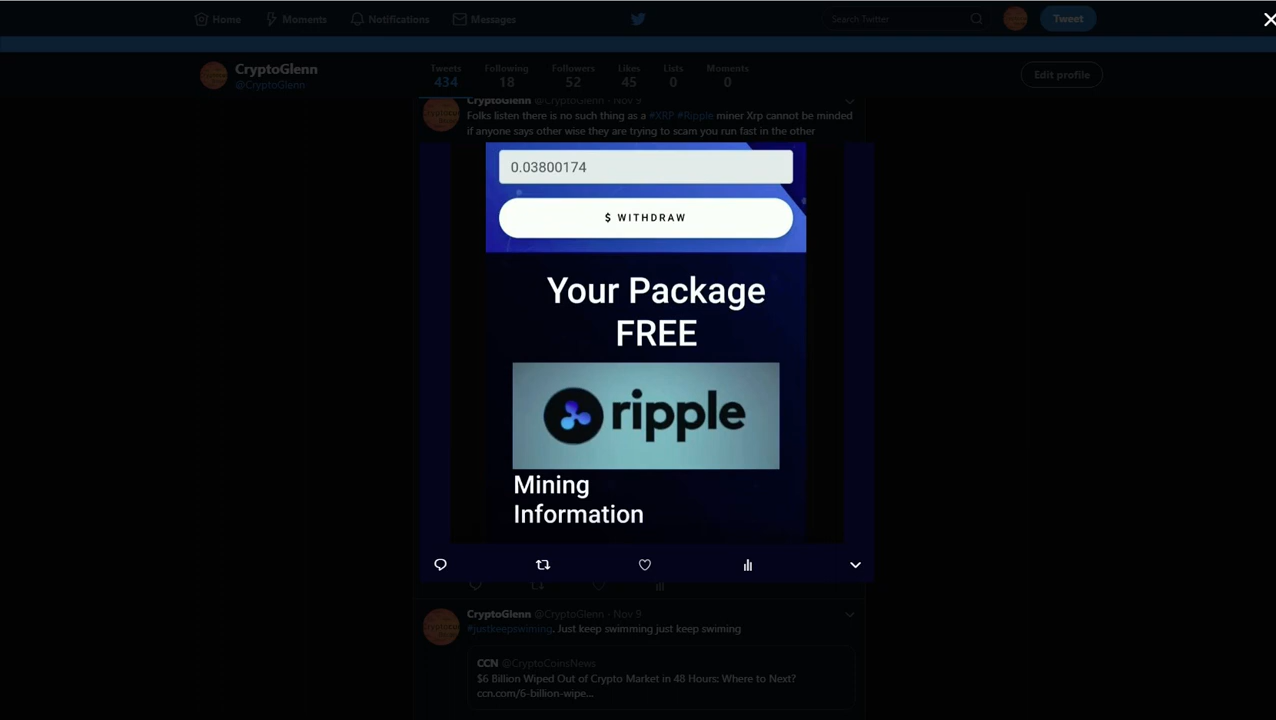 Home Moments Notifications Messages Search Twitter Tweet
CryptoGlenn
@CryptoGlenn
Tweets Following Followers Likes Lists Moments
434 18 52 45 0 0
Edit profile
CryptoGlenn @CryptoGlenn · Nov 9
Folks listen there is no such thing as a #XRP #Ripple miner Xrp cannot be minded
if anyone says other wise they are trying to scam you run fast in the other
0.03800174
$ WITHDRAW
Your Package
FREE
ripple
Mining
Information
CryptoGlenn @CryptoGlenn · Nov 9
#justkeepswiming. Just keep swimming just keep swiming
CCN @CryptoCoinsNews
$6 Billion Wiped Out of Crypto Market in 48 Hours: Where to Next?
ccn.com/6-billion-wipe...